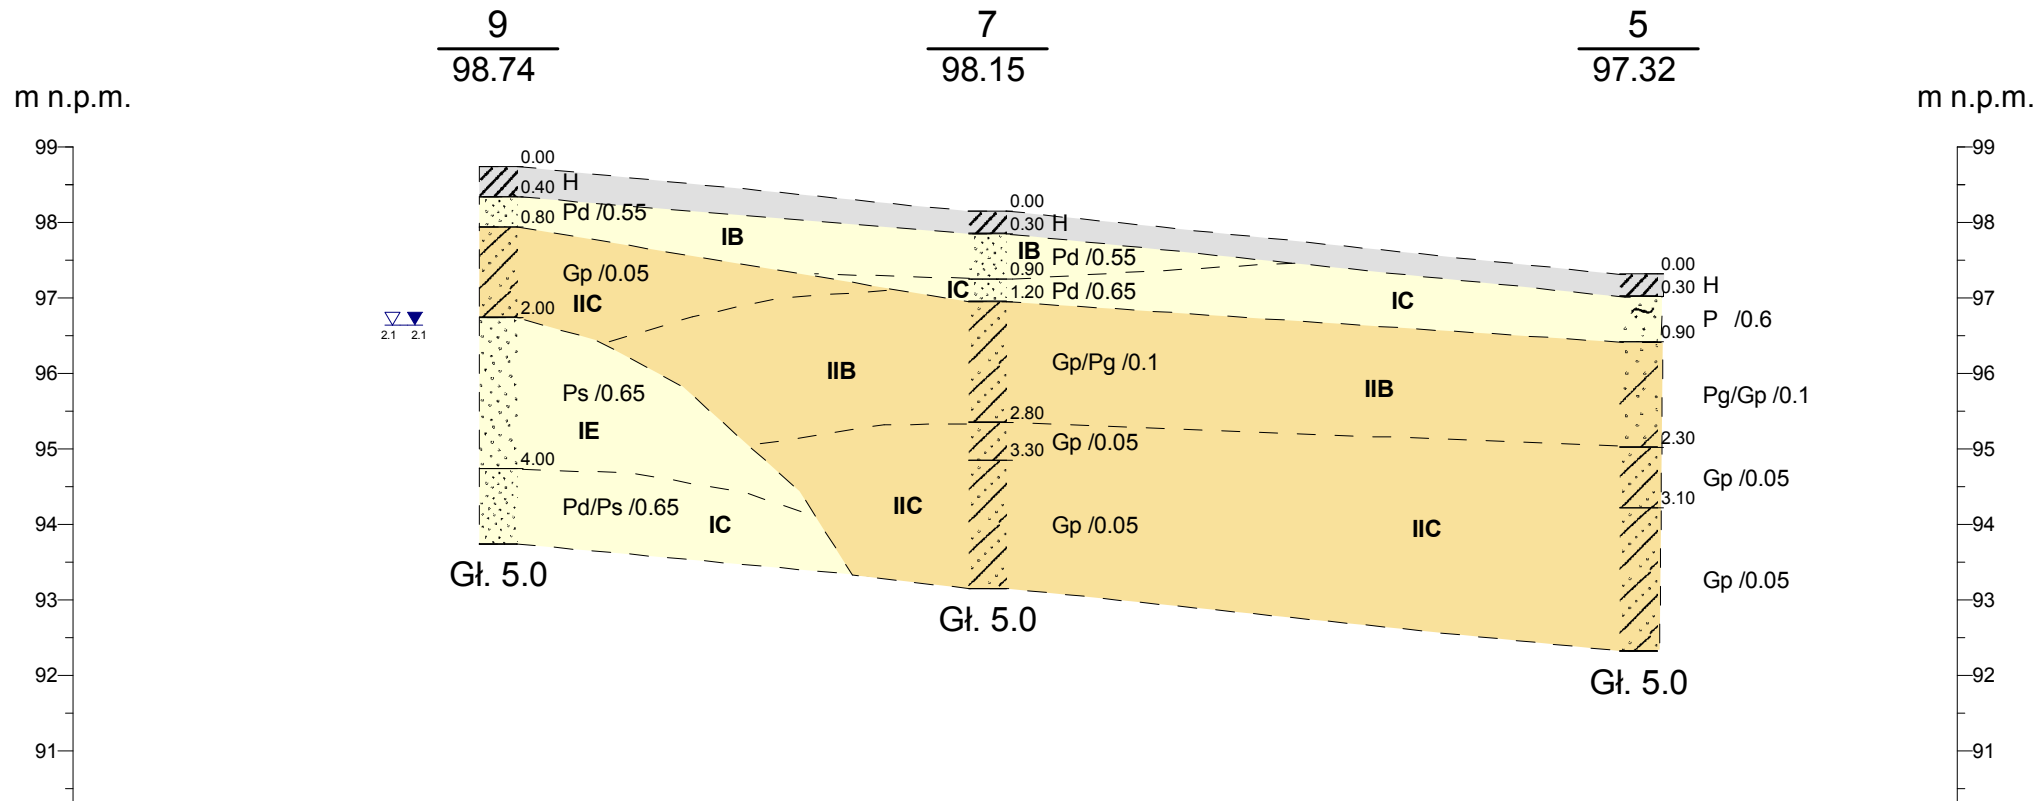 9 7 5
98.74 98.15 97.32
m n.p.m. m n.p.m.
99 99
0.00
0.40 H
Pd /0.55
0.80
98 98
IB
0.00
0.30 H
IB
Pd /0.55
0.90
IC
Pd /0.65
1.20
0.00
0.30 H
IC
P /0.6
0.90
Gp /0.05
IIC
2.00
97 97
2.1 2.1
96 96
IIB
Gp/Pg /0.1
IIB
Pg/Gp /0.1
Ps /0.65
IE
2.80
Gp /0.05
3.30
2.30
95 95
4.00
Gp /0.05
3.10
Pd/Ps /0.65
IC
IIC
Gp /0.05
IIC
94 94
Gp /0.05
Gł. 5.0
93 93
Gł. 5.0
92 92
Gł. 5.0
91 91